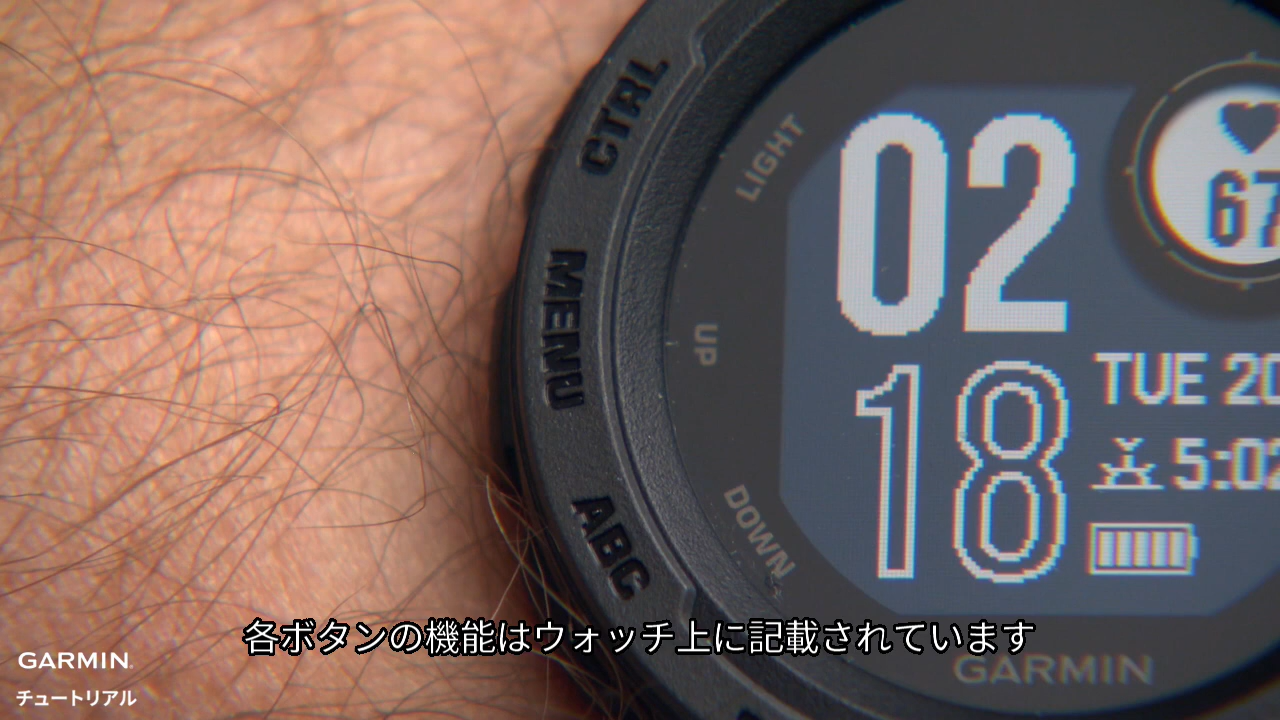 CTRL
MENU
ABC
LIGHT
UP
DOWN
02
18
67
TUE 20
5:02
GARMIN
各ボタンの機能はウォッチ上に記載されています
GARMIN.
チュートリアル